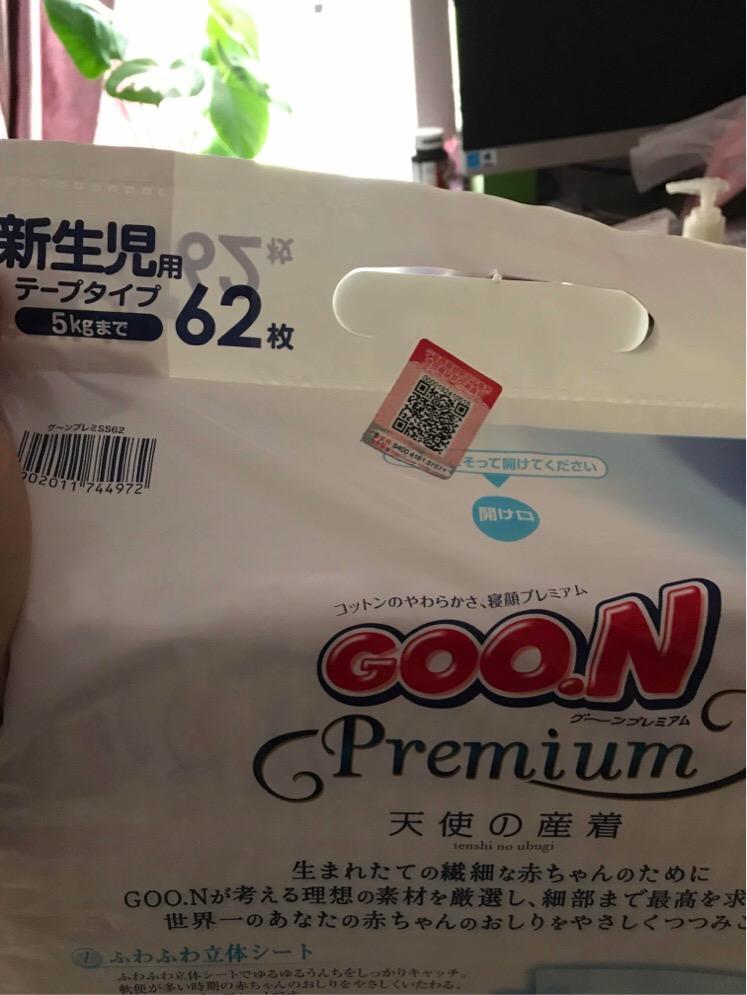 新生児用
テープタイプ
5kgまで
62枚
グ〜ンプレミSS62
902011 744972
そって開けてください
開け口
コットンのやわらかさ、寝顔プレミアム
GOO.N
グ〜ンプレミアム
Premium
天使の産着
tenshi no ubugi
生まれたての繊細な赤ちゃんのために
GOO.Nが考える理想の素材を厳選し、細部まで最高を求
世界一のあなたの赤ちゃんのおしりをやさしくつつみこ
1 ふわふわ立体シート
ふわふわ立体シートでゆるゆるうんちをしっかりキャッチ。
軟便が多い時期の赤ちゃんのおしりをやさしくいたわる、